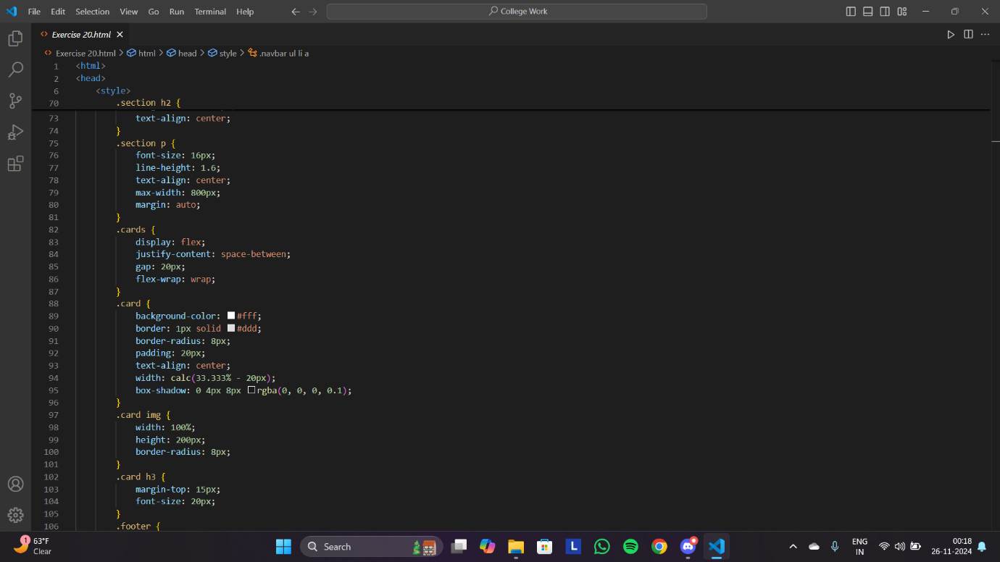 File Edit Selection View Go Run Terminal Help College Work
Exercise 20.html
Exercise 20.html > html > head > style > .navbar ul li a
1 <html>
2 <head>
6 <style>
70 .section h2 {
73 text-align: center;
74 }
75 .section p {
76 font-size: 16px;
77 line-height: 1.6;
78 text-align: center;
79 max-width: 800px;
80 margin: auto;
81 }
82 .cards {
83 display: flex;
84 justify-content: space-between;
85 gap: 20px;
86 flex-wrap: wrap;
87 }
88 .card {
89 background-color: #fff;
90 border: 1px solid #ddd;
91 border-radius: 8px;
92 padding: 20px;
93 text-align: center;
94 width: calc(33.333% - 20px);
95 box-shadow: 0 4px 8px rgba(0, 0, 0, 0.1);
96 }
97 .card img {
98 width: 100%;
99 height: 200px;
100 border-radius: 8px;
101 }
102 .card h3 {
103 margin-top: 15px;
104 font-size: 20px;
105 }
106 .footer {
1 63°F
Clear
Search
L
ENG
IN
00:18
26-11-2024